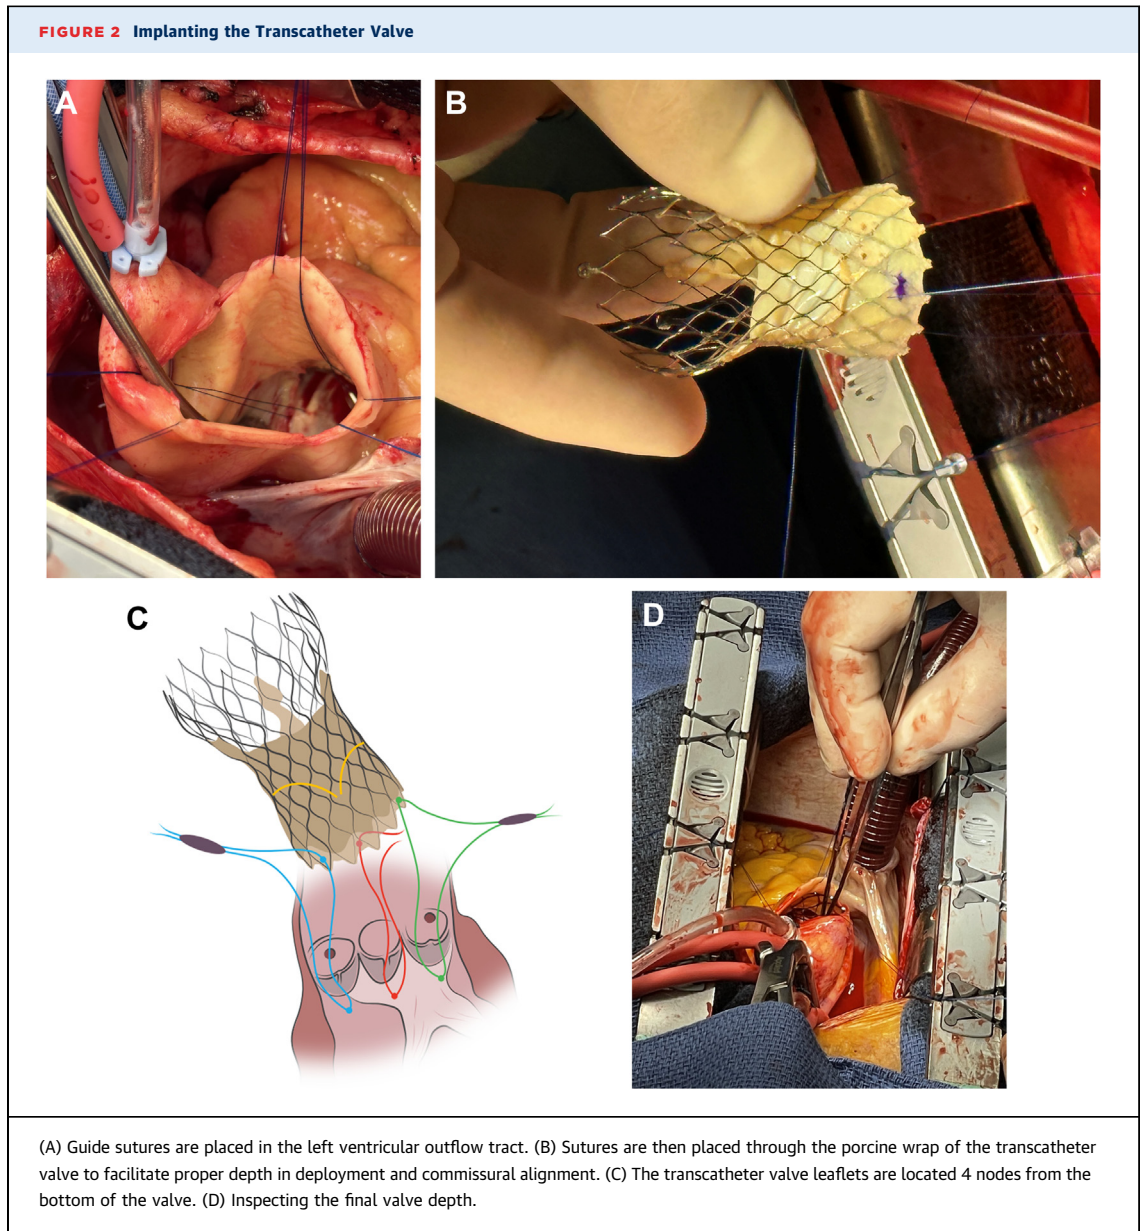 FIGURE 2 Implanting the Transcatheter Valve
A
B
C
D
(A) Guide sutures are placed in the left ventricular outflow tract. (B) Sutures are then placed through the porcine wrap of the transcatheter
valve to facilitate proper depth in deployment and commissural alignment. (C) The transcatheter valve leaflets are located 4 nodes from the
bottom of the valve. (D) Inspecting the final valve depth.